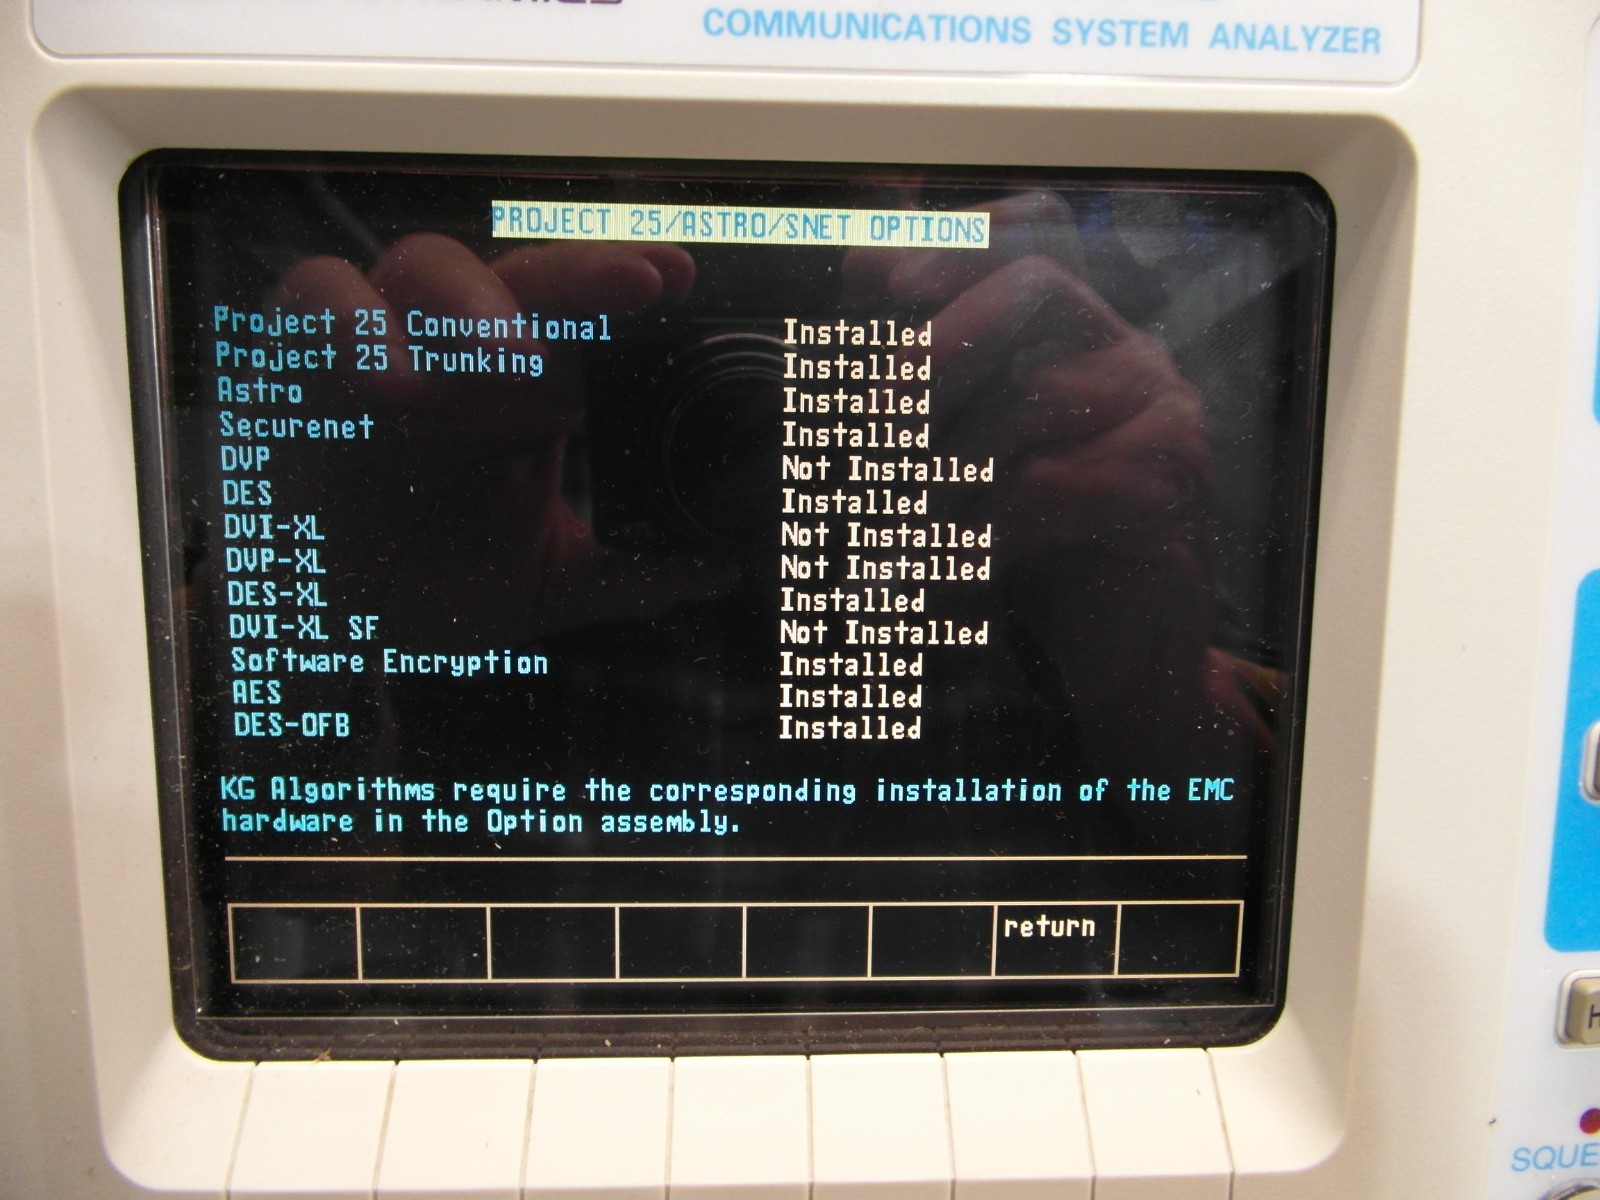 COMMUNICATIONS SYSTEM ANALYZER
PROJECT 25/ASTRO/SNET OPTIONS
Project 25 Conventional Installed
Project 25 Trunking Installed
Astro Installed
Securenet Installed
DVP Not Installed
DES Installed
DVI-XL Not Installed
DVP-XL Not Installed
DES-XL Installed
DVI-XL SF Not Installed
Software Encryption Installed
AES Installed
DES-OFB Installed
KG Algorithms require the corresponding installation of the EMC
hardware in the Option assembly.
return
H
SQUE